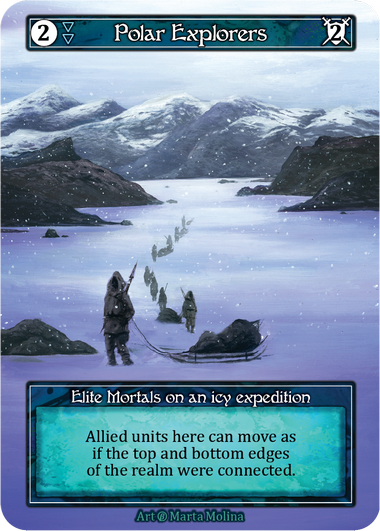 2 Polar Explorers 2
Elite Mortals on an icy expedition
Allied units here can move as
if the top and bottom edges
of the realm were connected.
Art @ Marta Molina